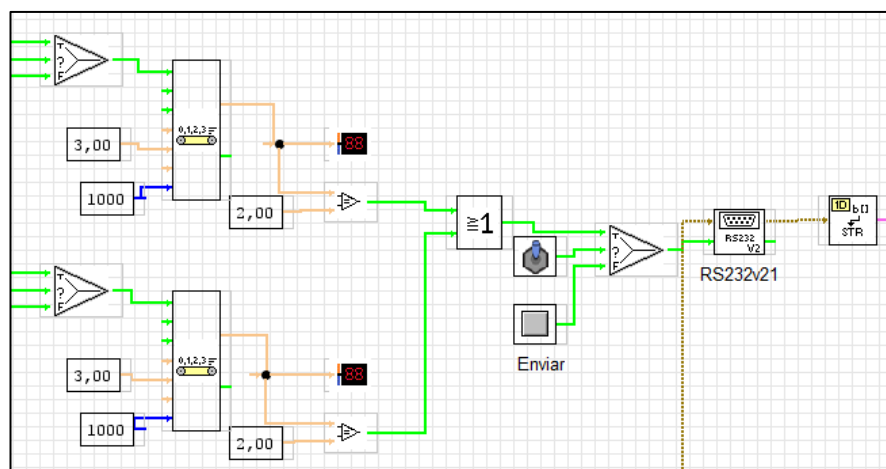 T
?
F
0,1,2,3
3,00
88
1000
2,00
≥1
1D b[]
STR
RS232
V2
RS232v21
T
?
F
T
?
F
Enviar
0,1,2,3
3,00
88
1000
2,00